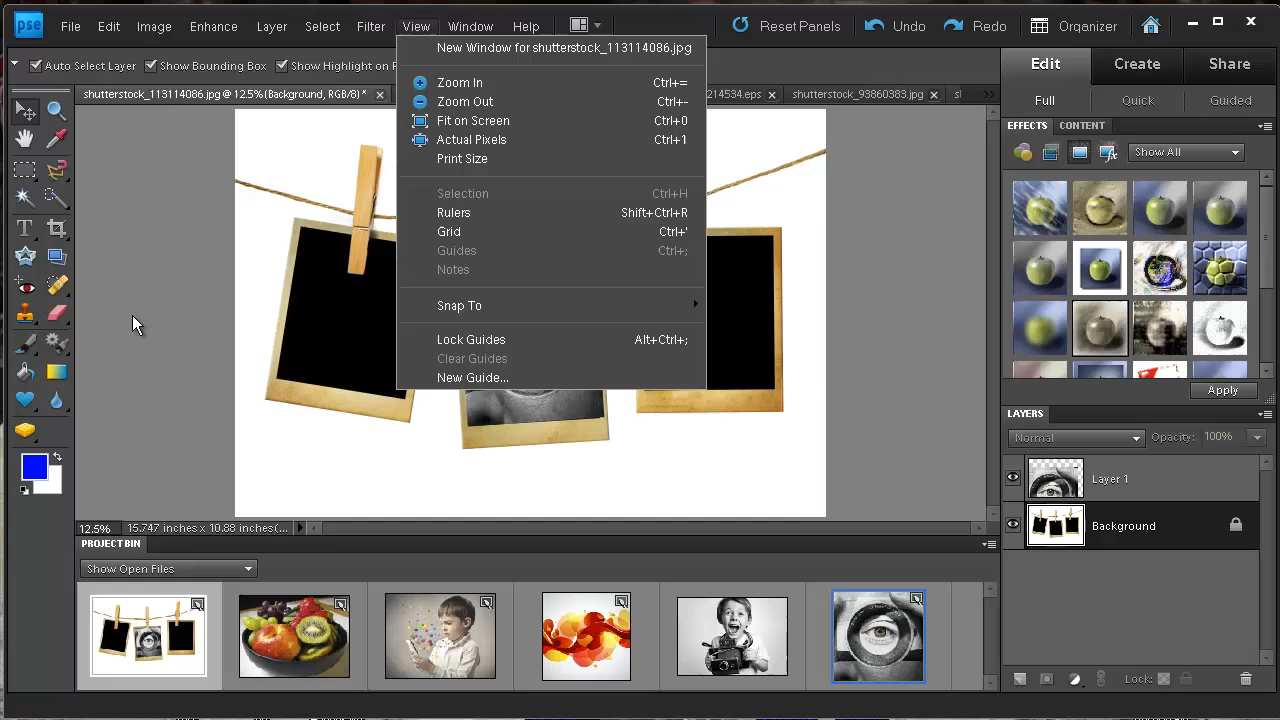 pse File Edit Image Enhance Layer Select Filter View Window Help Reset Panels Undo Redo Organizer
Auto Select Layer Show Bounding Box Show Highlight on R
Edit Create Share
Full Quick Guided
shutterstock_113114086.jpg @ 12.5% (Background, RGB/8) * 214534.eps shutterstock_93860383.jpg
New Window for shutterstock_113114086.jpg
Zoom In Ctrl+=
Zoom Out Ctrl+-
Fit on Screen Ctrl+0
Actual Pixels Ctrl+1
Print Size
Selection Ctrl+H
Rulers Shift+Ctrl+R
Grid Ctrl+'
Guides Ctrl+;
Notes
Snap To
Lock Guides Alt+Ctrl+;
Clear Guides
New Guide...
EFFECTS CONTENT
Show All
Apply
LAYERS
Normal Opacity: 100%
Layer 1
Background
Lock:
12.5% 15.747 inches x 10.88 inches (...
PROJECT BIN
Show Open Files